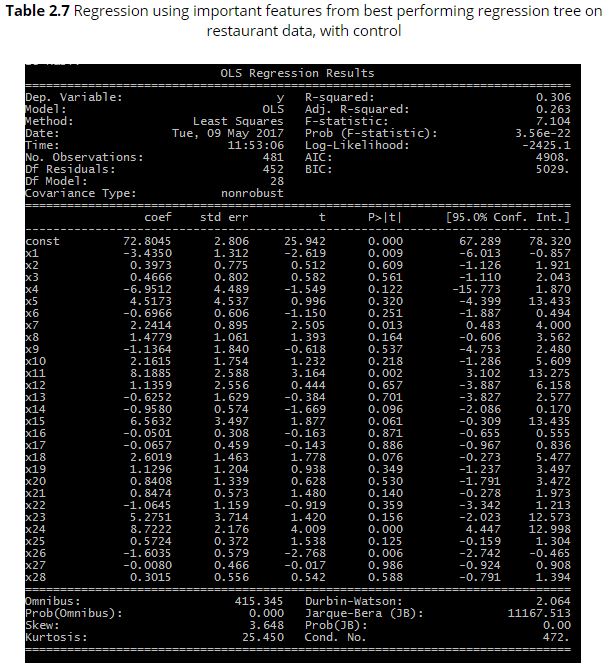 Table 2.7 Regression using important features from best performing regression tree on
restaurant data, with control
OLS Regression Results
Dep. Variable: y R-squared: 0.306
Model: OLS Adj. R-squared: 0.263
Method: Least Squares F-statistic: 7.104
Date: Tue, 09 May 2017 Prob (F-statistic): 3.56e-22
Time: 11:53:06 Log-Likelihood: -2425.1
No. Observations: 481 AIC: 4908.
Df Residuals: 452 BIC: 5029.
Df Model: 28
Covariance Type: nonrobust
coef std err t P>|t| [95.0% Conf. Int.]
const 72.8045 2.806 25.942 0.000 67.289 78.320
x1 -3.4350 1.312 -2.619 0.009 -6.013 -0.857
x2 0.3973 0.775 0.512 0.609 -1.126 1.921
x3 0.4666 0.802 0.582 0.561 -1.110 2.043
x4 -6.9512 4.489 -1.549 0.122 -15.773 1.870
x5 4.5173 4.537 0.996 0.320 -4.399 13.433
x6 -0.6966 0.606 -1.150 0.251 -1.887 0.494
x7 2.2414 0.895 2.505 0.013 0.483 4.000
x8 1.4779 1.061 1.393 0.164 -0.606 3.562
x9 -1.1364 1.840 -0.618 0.537 -4.753 2.480
x10 2.1615 1.754 1.232 0.218 -1.286 5.609
x11 8.1885 2.588 3.164 0.002 3.102 13.275
x12 1.1359 2.556 0.444 0.657 -3.887 6.158
x13 -0.6252 1.629 -0.384 0.701 -3.827 2.577
x14 -0.9580 0.574 -1.669 0.096 -2.086 0.170
x15 6.5632 3.497 1.877 0.061 -0.309 13.435
x16 -0.0501 0.308 -0.163 0.871 -0.655 0.555
x17 -0.0657 0.459 -0.143 0.886 -0.967 0.836
x18 2.6019 1.463 1.778 0.076 -0.273 5.477
x19 1.1296 1.204 0.938 0.349 -1.237 3.497
x20 0.8408 1.339 0.628 0.530 -1.791 3.472
x21 0.8474 0.573 1.480 0.140 -0.278 1.973
x22 -1.0645 1.159 -0.919 0.359 -3.342 1.213
x23 5.2751 3.714 1.420 0.156 -2.023 12.573
x24 8.7222 2.176 4.009 0.000 4.447 12.998
x25 0.5724 0.372 1.538 0.125 -0.159 1.304
x26 -1.6035 0.579 -2.768 0.006 -2.742 -0.465
x27 -0.0080 0.466 -0.017 0.986 -0.924 0.908
x28 0.3015 0.556 0.542 0.588 -0.791 1.394
Omnibus: 415.345 Durbin-Watson: 2.064
Prob(Omnibus): 0.000 Jarque-Bera (JB): 11167.513
Skew: 3.648 Prob(JB): 0.00
Kurtosis: 25.450 Cond. No. 472.